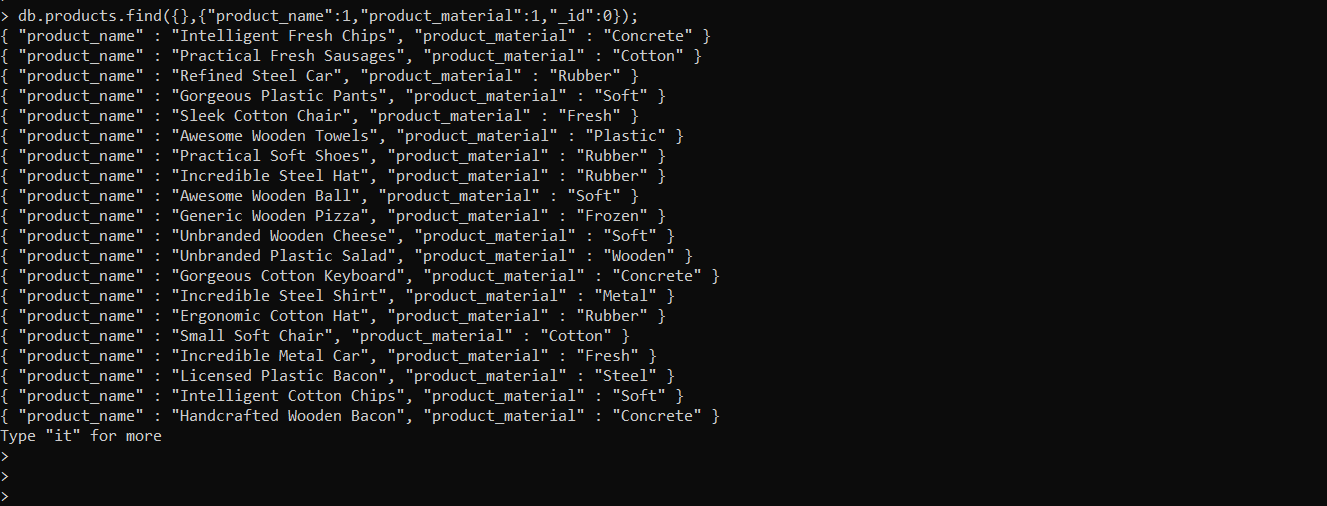 > db.products.find({},{"product_name":1,"product_material":1,"_id":0});
{ "product_name" : "Intelligent Fresh Chips", "product_material" : "Concrete" }
{ "product_name" : "Practical Fresh Sausages", "product_material" : "Cotton" }
{ "product_name" : "Refined Steel Car", "product_material" : "Rubber" }
{ "product_name" : "Gorgeous Plastic Pants", "product_material" : "Soft" }
{ "product_name" : "Sleek Cotton Chair", "product_material" : "Fresh" }
{ "product_name" : "Awesome Wooden Towels", "product_material" : "Plastic" }
{ "product_name" : "Practical Soft Shoes", "product_material" : "Rubber" }
{ "product_name" : "Incredible Steel Hat", "product_material" : "Rubber" }
{ "product_name" : "Awesome Wooden Ball", "product_material" : "Soft" }
{ "product_name" : "Generic Wooden Pizza", "product_material" : "Frozen" }
{ "product_name" : "Unbranded Wooden Cheese", "product_material" : "Soft" }
{ "product_name" : "Unbranded Plastic Salad", "product_material" : "Wooden" }
{ "product_name" : "Gorgeous Cotton Keyboard", "product_material" : "Concrete" }
{ "product_name" : "Incredible Steel Shirt", "product_material" : "Metal" }
{ "product_name" : "Ergonomic Cotton Hat", "product_material" : "Rubber" }
{ "product_name" : "Small Soft Chair", "product_material" : "Cotton" }
{ "product_name" : "Incredible Metal Car", "product_material" : "Fresh" }
{ "product_name" : "Licensed Plastic Bacon", "product_material" : "Steel" }
{ "product_name" : "Intelligent Cotton Chips", "product_material" : "Soft" }
{ "product_name" : "Handcrafted Wooden Bacon", "product_material" : "Concrete" }
Type "it" for more
>
>
>